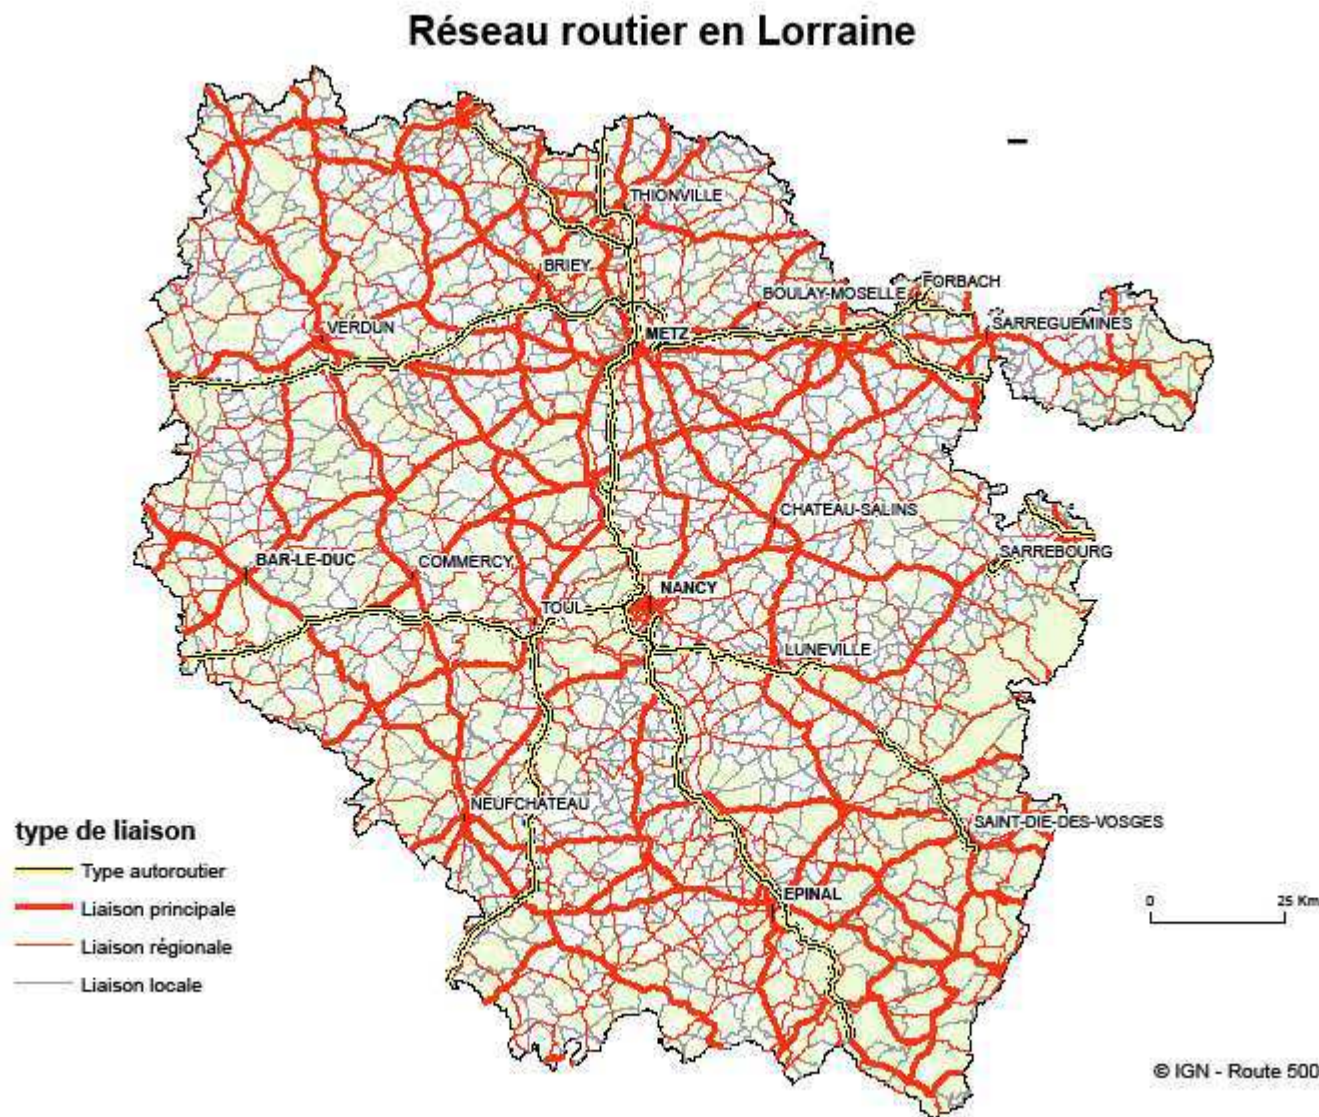 Réseau routier en Lorraine
THIONVILLE
BRIEY
FORBACH
BOULAY-MOSELLE
SARREGUEMINES
VERDUN
METZ
CHATEAU-SALINS
SARREBOURG
BAR-LE-DUC
COMMERCY
NANCY
TOUL
LUNEVILLE
NEUFCHATEAU
SAINT-DIE-DES-VOSGES
EPINAL
type de liaison
Type autoroutier
Liaison principale
Liaison régionale
Liaison locale
0 25 Km
© IGN - Route 500